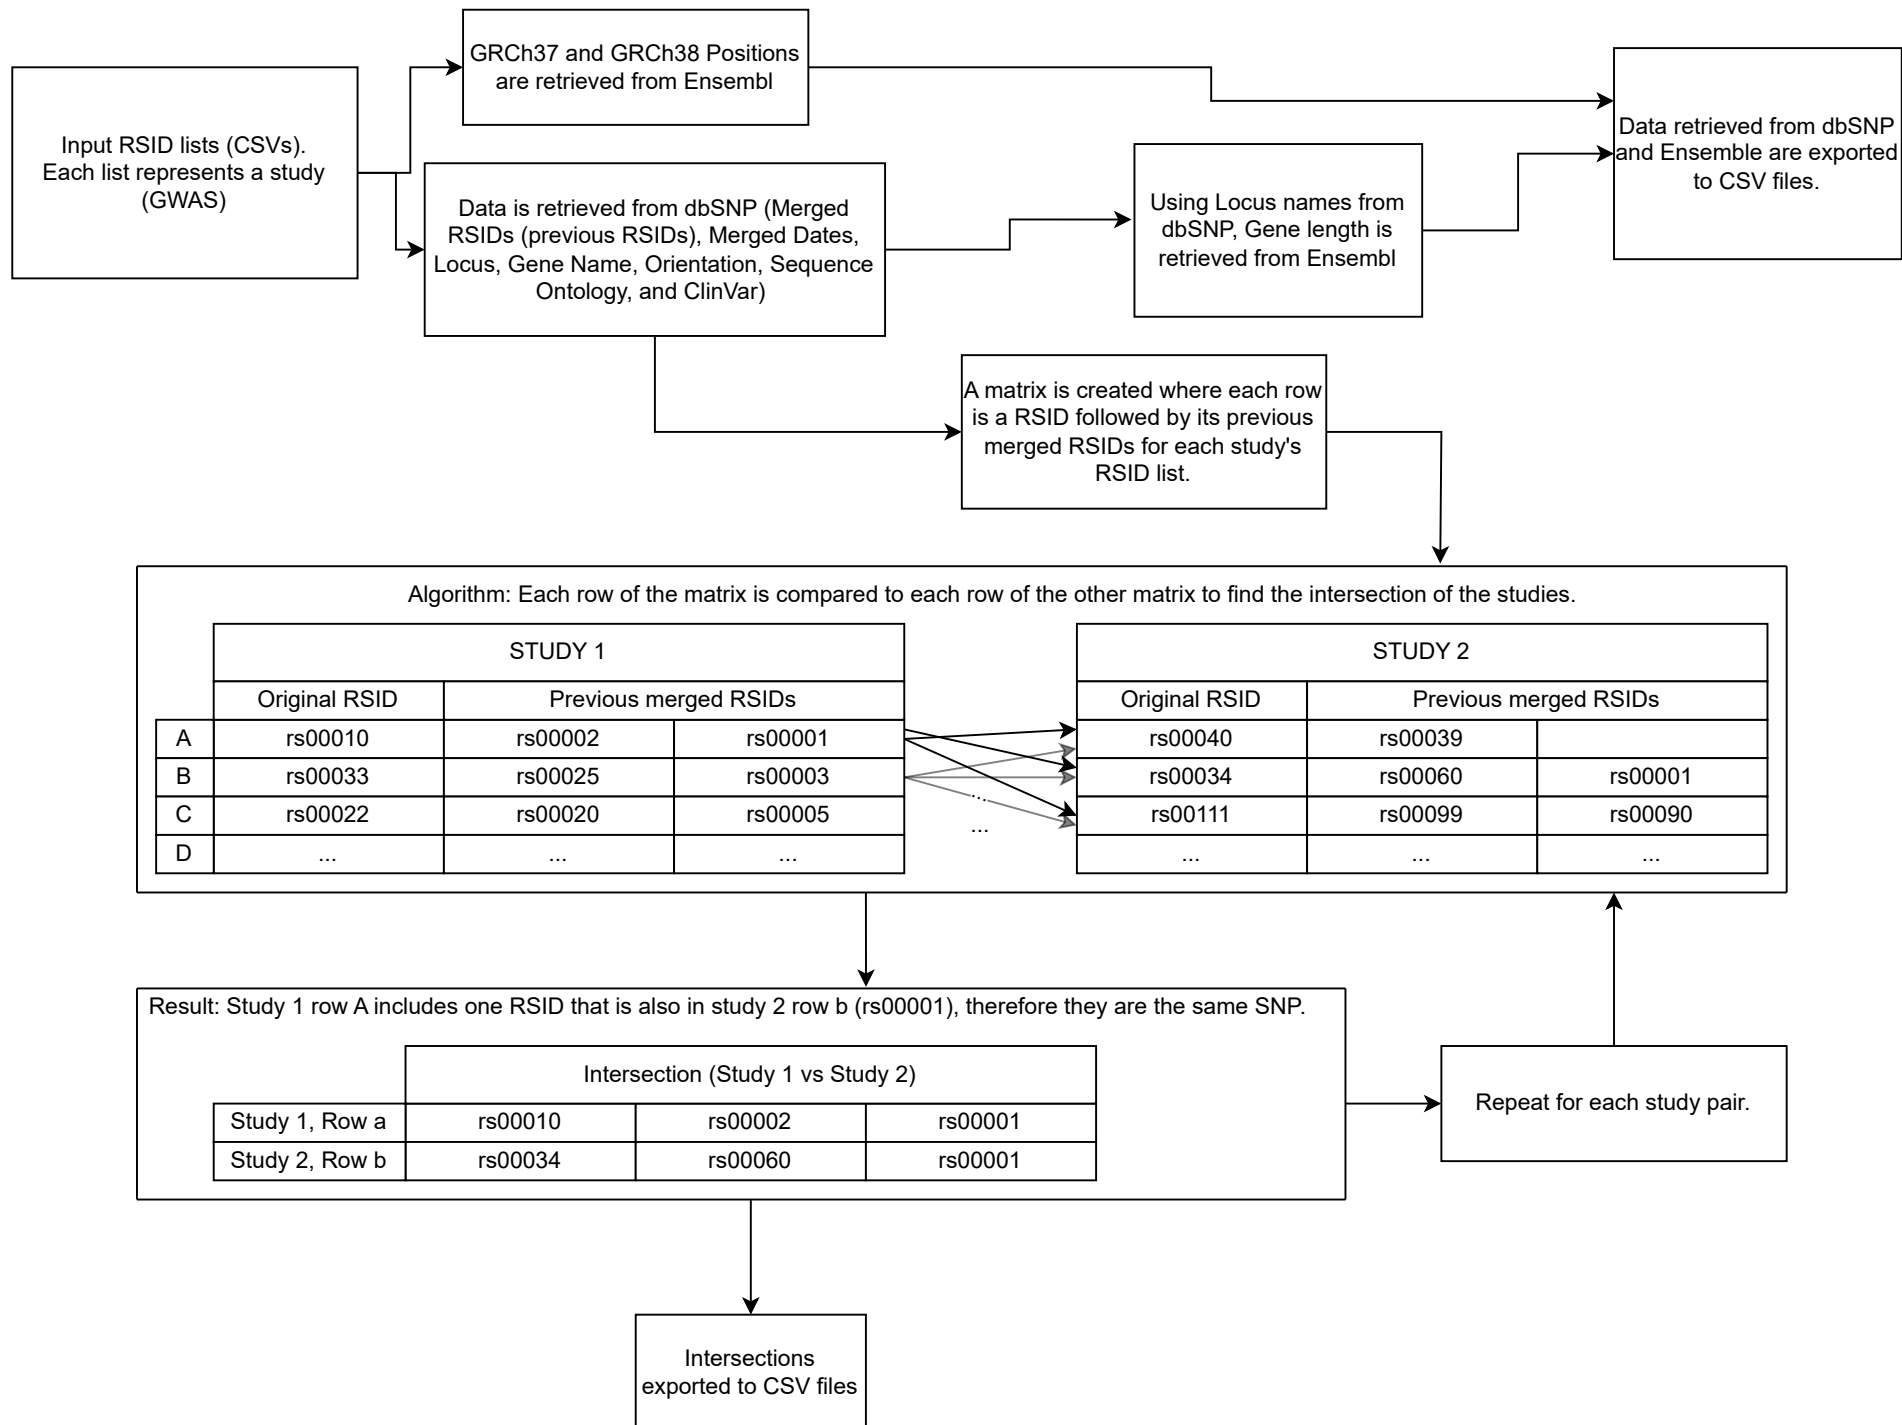 GRCh37 and GRCh38 Positions
are retrieved from Ensembl
Input RSID lists (CSVs).
Each list represents a study
(GWAS)
Data is retrieved from dbSNP (Merged
RSIDs (previous RSIDs), Merged Dates,
Locus, Gene Name, Orientation, Sequence
Ontology, and ClinVar)
Using Locus names from
dbSNP, Gene length is
retrieved from Ensembl
Data retrieved from dbSNP
and Ensemble are exported
to CSV files.
A matrix is created where each row
is a RSID followed by its previous
merged RSIDs for each study's
RSID list.
Algorithm: Each row of the matrix is compared to each row of the other matrix to find the intersection of the studies.
STUDY 1
Original RSID Previous merged RSIDs
A rs00010 rs00002 rs00001
B rs00033 rs00025 rs00003
C rs00022 rs00020 rs00005
D ... ... ...
...
...
STUDY 2
Original RSID Previous merged RSIDs
rs00040 rs00039
rs00034 rs00060 rs00001
rs00111 rs00099 rs00090
... ... ...
Result: Study 1 row A includes one RSID that is also in study 2 row b (rs00001), therefore they are the same SNP.
Intersection (Study 1 vs Study 2)
Study 1, Row a rs00010 rs00002 rs00001
Study 2, Row b rs00034 rs00060 rs00001
Repeat for each study pair.
Intersections
exported to CSV files